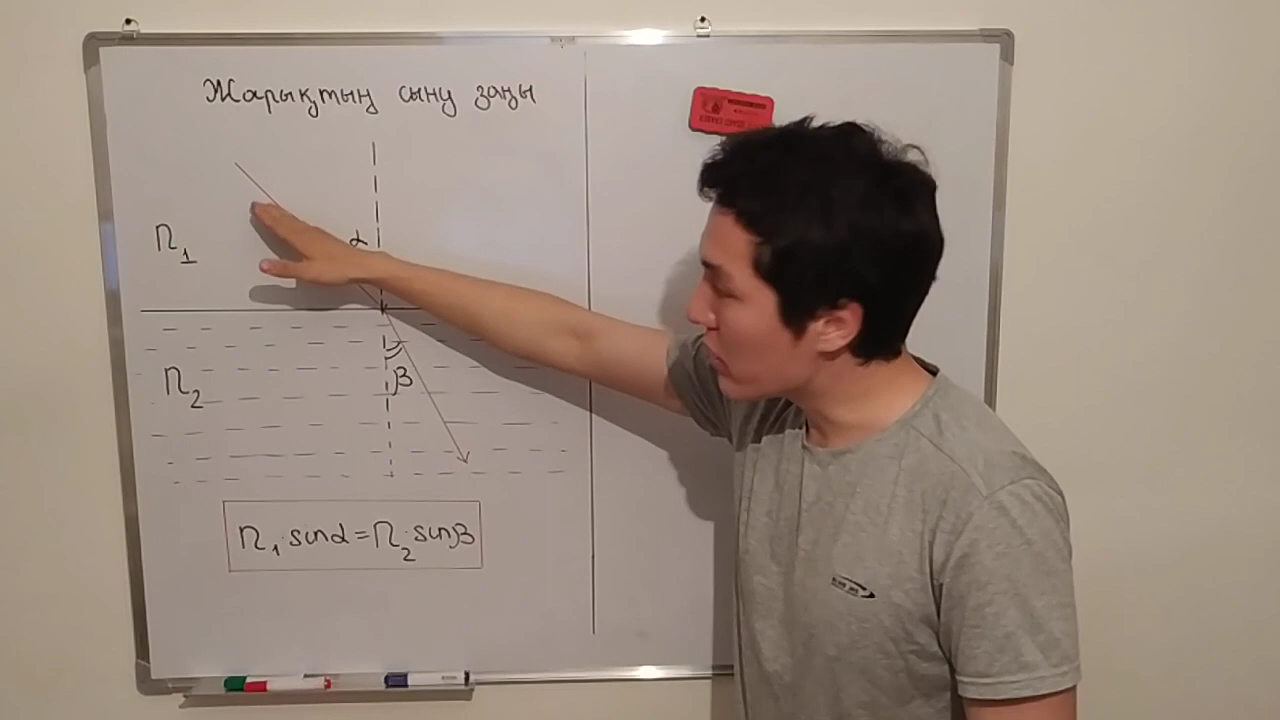 Жарықтың сыну заңы
α
n₁
n₂
β
n₁·sinα=n₂·sinβ